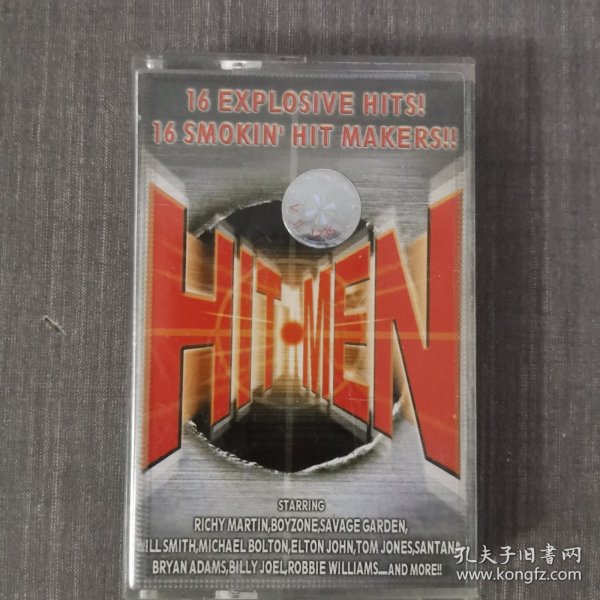 16 EXPLOSIVE HITS!
16 SMOKIN' HIT MAKERS!!
HIT•MEN
STARRING
RICHY MARTIN,BOYZONE,SAVAGE GARDEN,
ILL SMITH,MICHAEL BOLTON,ELTON JOHN,TOM JONES,SANTANA,
BRYAN ADAMS,BILLY JOEL,ROBBIE WILLIAMS....AND MORE!!
孔夫子旧书网
www.kongfz.com